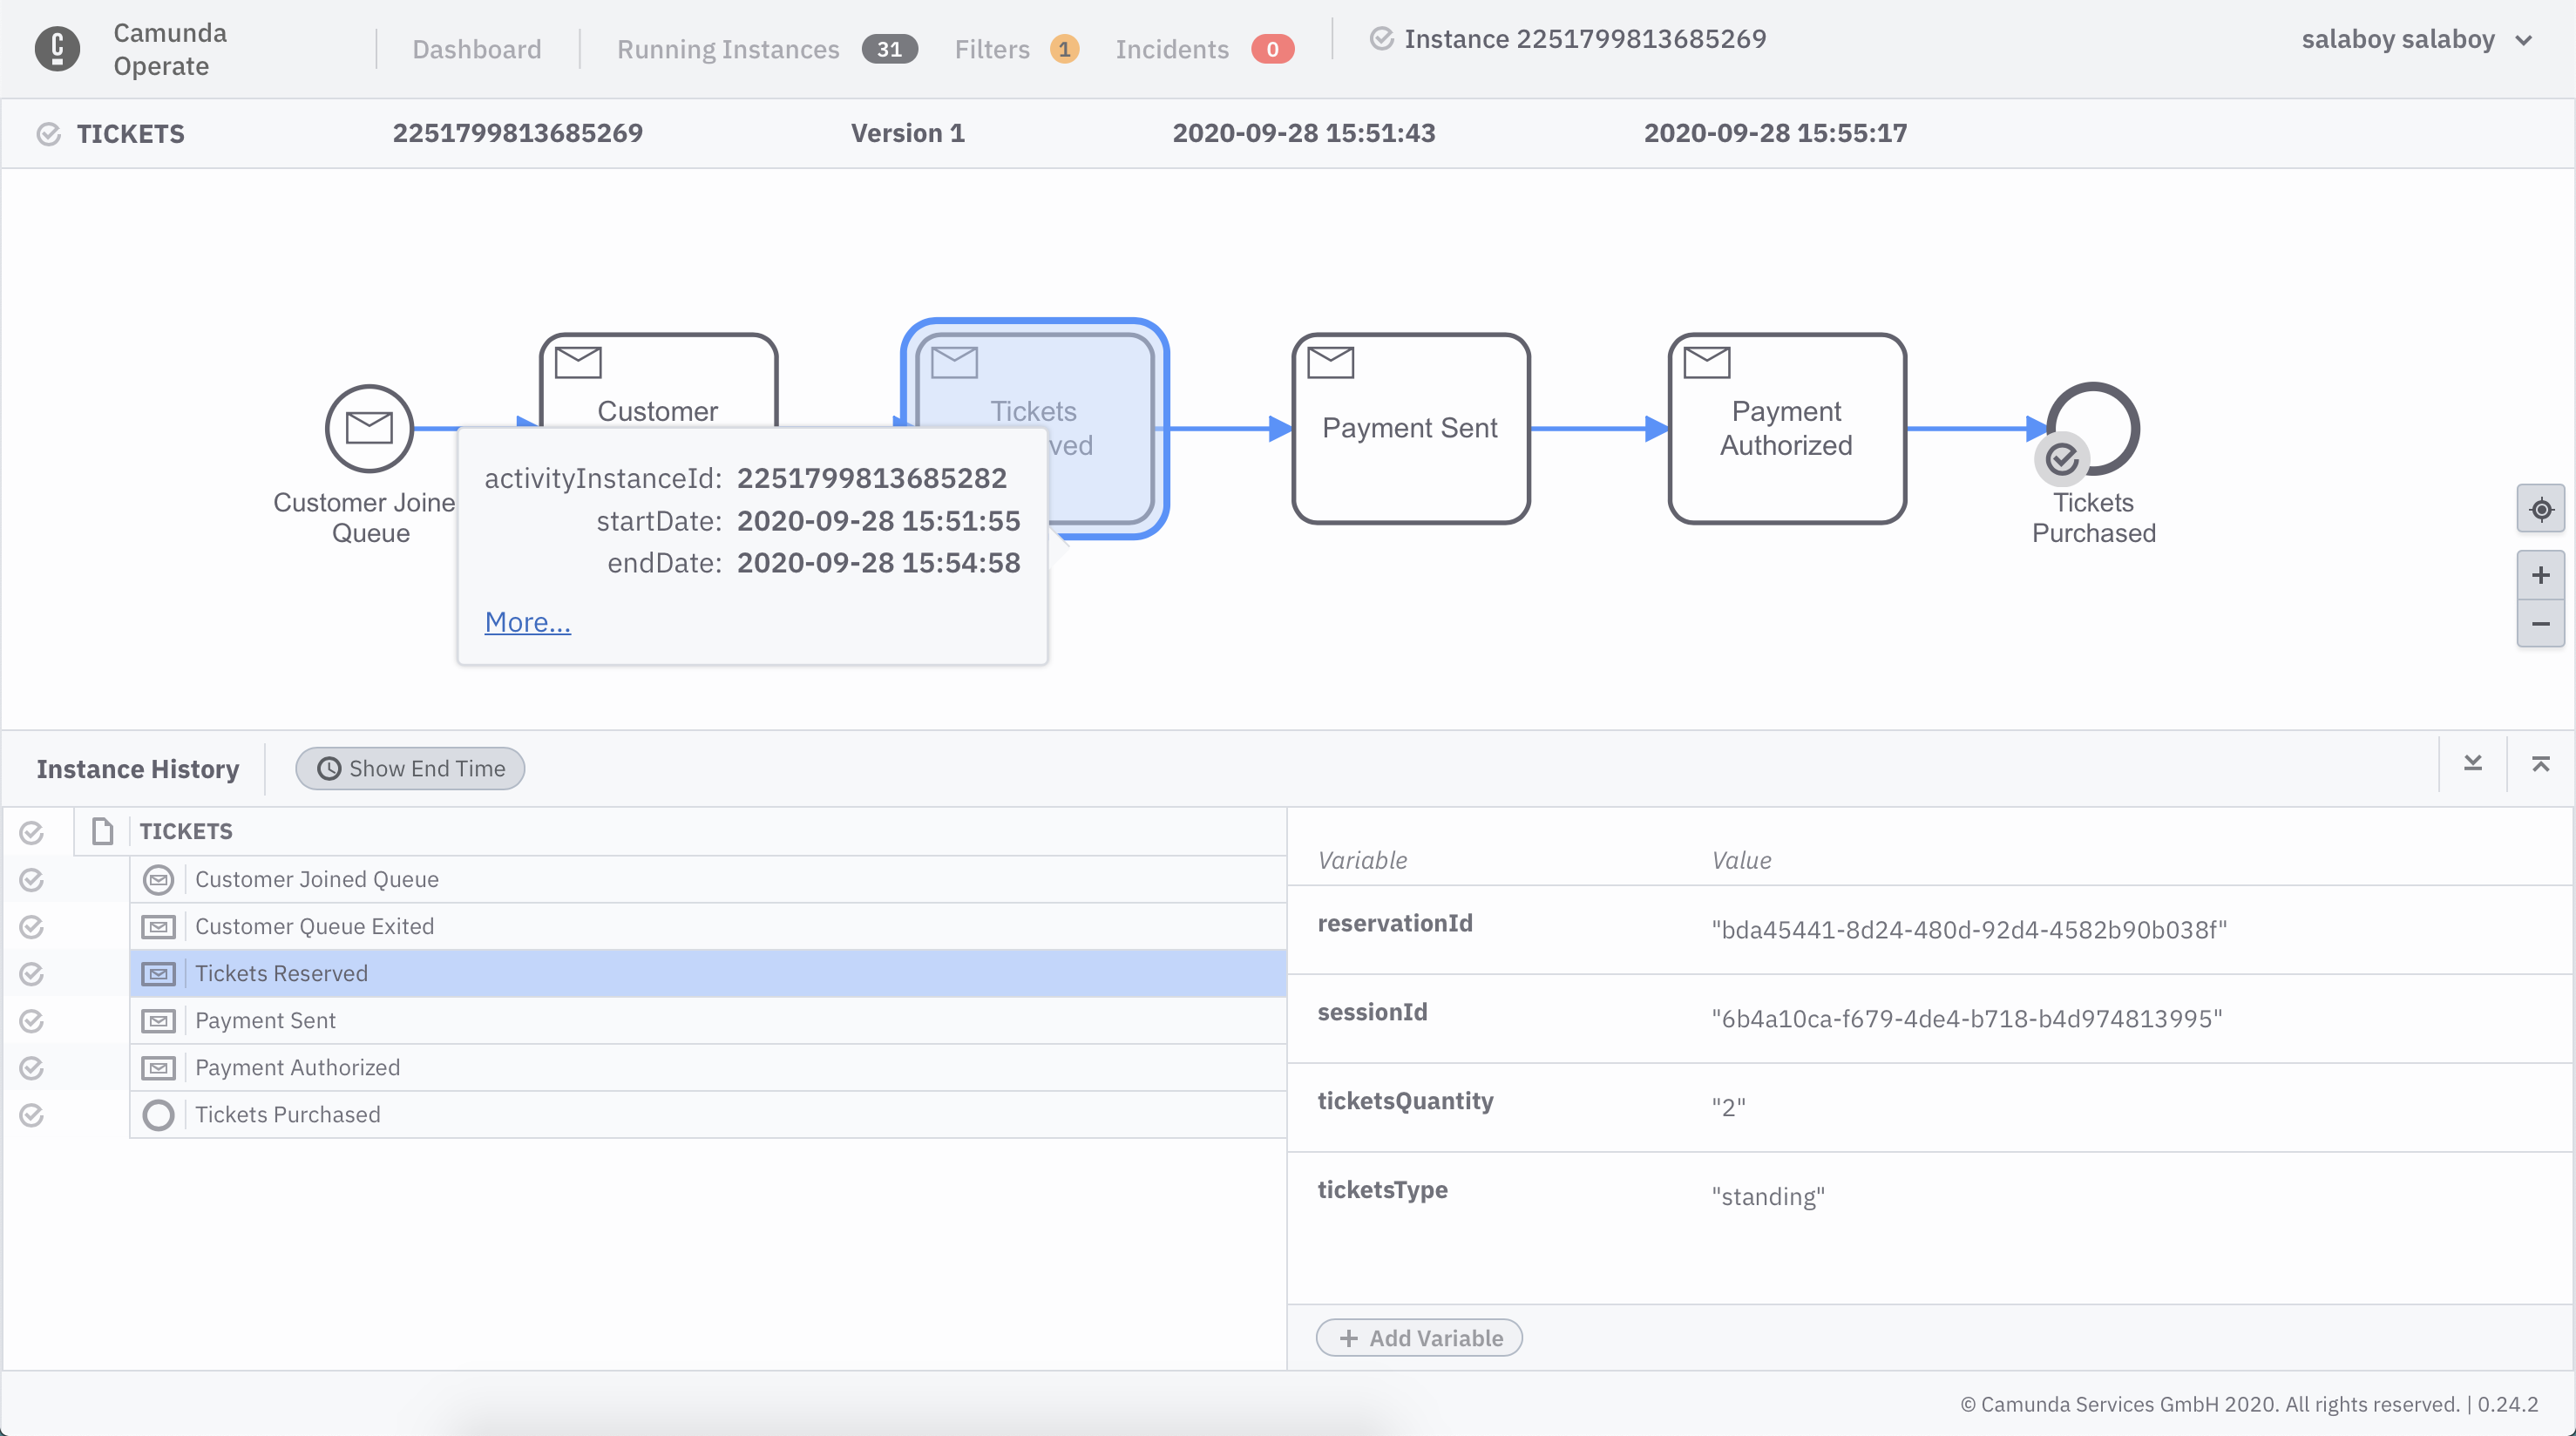 Camunda
Operate
Dashboard
Running Instances 31
Filters 1
Incidents 0
Instance 2251799813685269
salaboy salaboy
TICKETS 2251799813685269 Version 1 2020-09-28 15:51:43 2020-09-28 15:55:17
Customer Joine
Queue
Customer
Tickets
ved
Payment Sent
Payment
Authorized
Tickets
Purchased
activityInstanceId: 2251799813685282
startDate: 2020-09-28 15:51:55
endDate: 2020-09-28 15:54:58
More...
Instance History
Show End Time
TICKETS
Customer Joined Queue
Customer Queue Exited
Tickets Reserved
Payment Sent
Payment Authorized
Tickets Purchased
Variable Value
reservationId "bda45441-8d24-480d-92d4-4582b90b038f"
sessionId "6b4a10ca-f679-4de4-b718-b4d974813995"
ticketsQuantity "2"
ticketsType "standing"
+ Add Variable
© Camunda Services GmbH 2020. All rights reserved. | 0.24.2